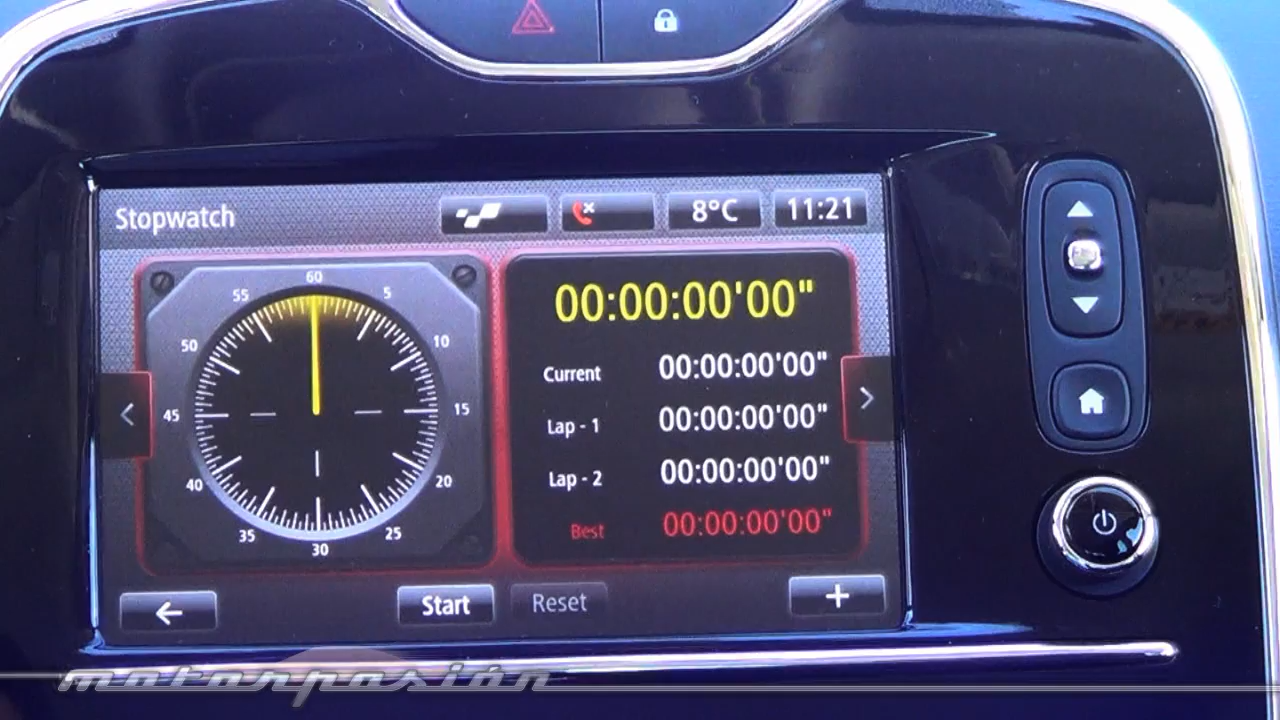 Stopwatch 8°C 11:21
60
55 5
50 10
45 15
40 20
35 25
30
00:00:00'00"
Current 00:00:00'00"
Lap - 1 00:00:00'00"
Lap - 2 00:00:00'00"
Best 00:00:00'00"
Start Reset +
motorpasión